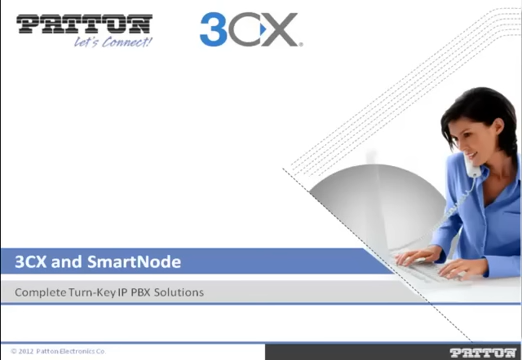 PATTON
Let's Connect!
3CX®
3CX and SmartNode
Complete Turn-Key IP PBX Solutions
© 2012 Patton Electronics Co
PATTON